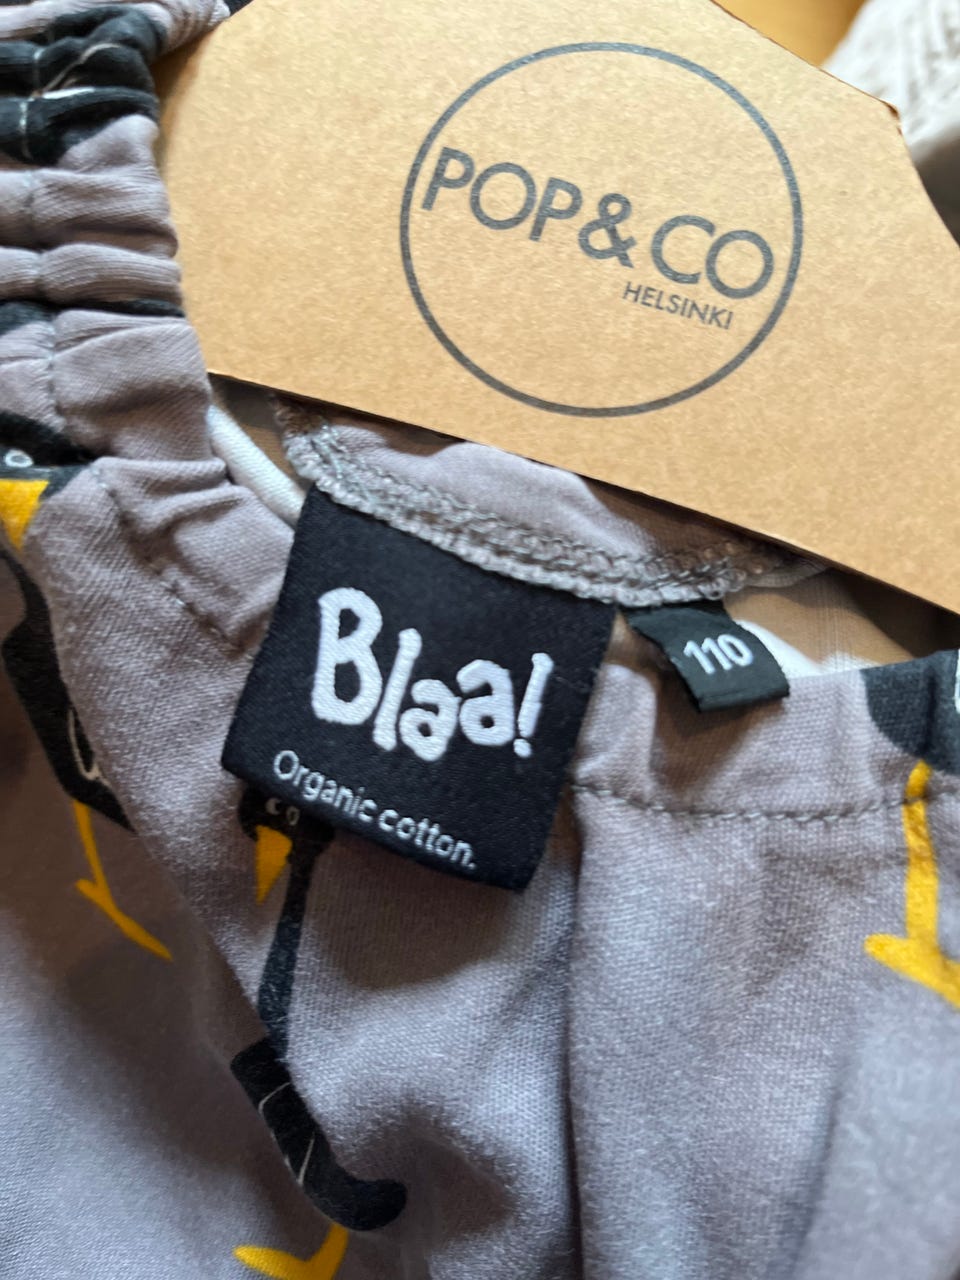 POP&CO
HELSINKI
Blaa!
Organic cotton.
110